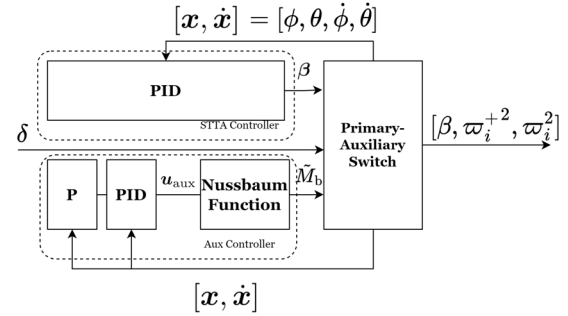 [x, ẋ] = [ϕ, θ, ϕ̇, θ̇]
PID
β
STTA Controller
δ
Primary-
Auxiliary
Switch
[β, ϖᵢ⁺², ϖᵢ²]
P
PID
u_aux
Nussbaum
Function
M̃_b
Aux Controller
[x, ẋ]